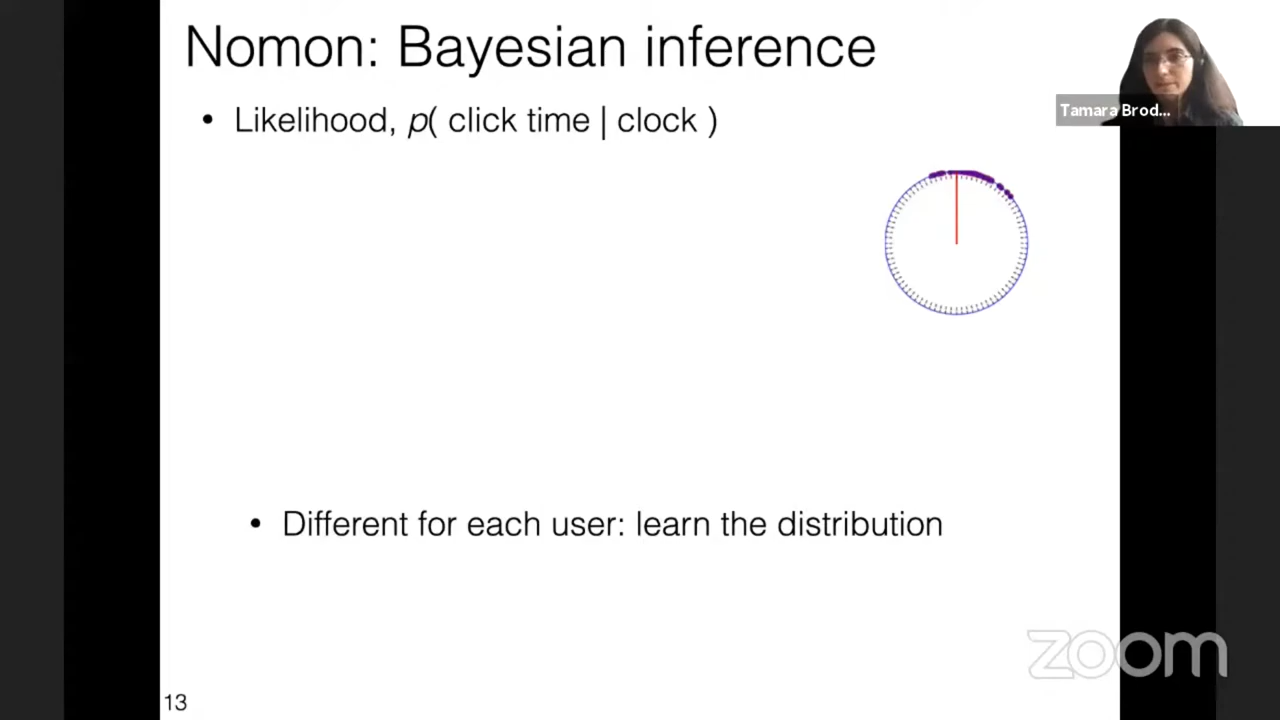 Nomon: Bayesian inference
• Likelihood, p( click time | clock )
Tamara Brod...
• Different for each user: learn the distribution
zoom
13